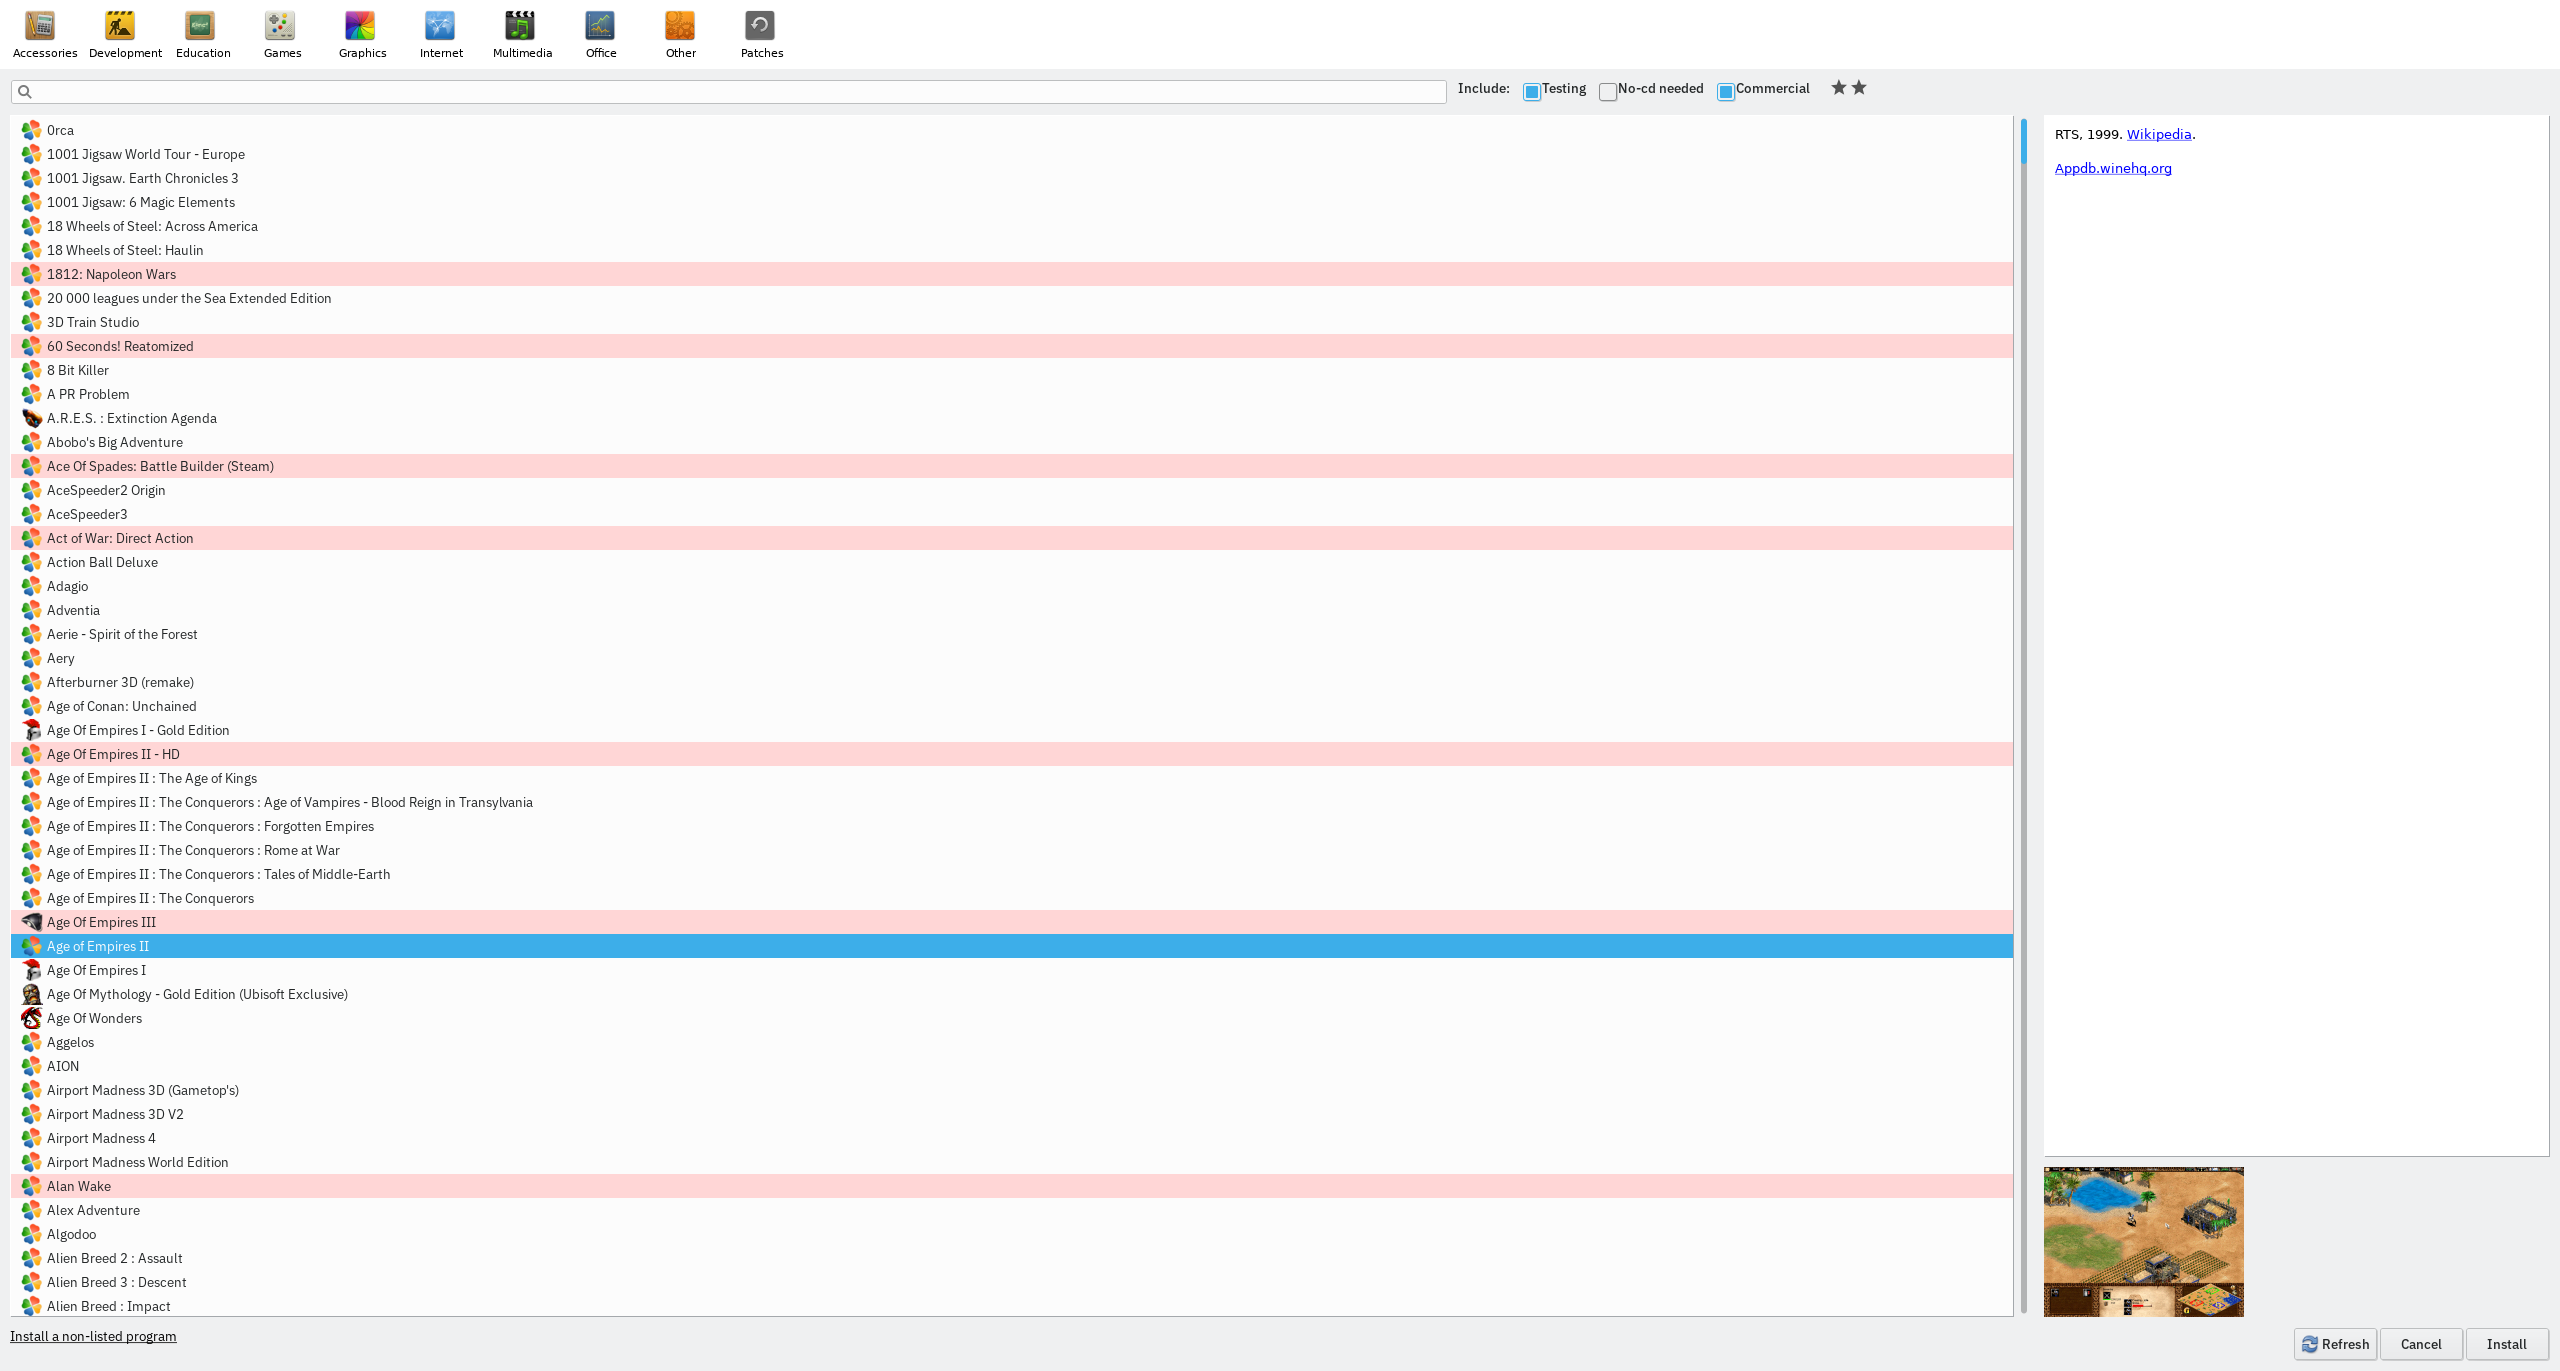 Accessories Development Education Games Graphics Internet Multimedia Office Other Patches
Include: Testing No-cd needed Commercial
0rca
1001 Jigsaw World Tour - Europe
1001 Jigsaw. Earth Chronicles 3
1001 Jigsaw: 6 Magic Elements
18 Wheels of Steel: Across America
18 Wheels of Steel: Haulin
1812: Napoleon Wars
20 000 leagues under the Sea Extended Edition
3D Train Studio
60 Seconds! Reatomized
8 Bit Killer
A PR Problem
A.R.E.S. : Extinction Agenda
Abobo's Big Adventure
Ace Of Spades: Battle Builder (Steam)
AceSpeeder2 Origin
AceSpeeder3
Act of War: Direct Action
Action Ball Deluxe
Adagio
Adventia
Aerie - Spirit of the Forest
Aery
Afterburner 3D (remake)
Age of Conan: Unchained
Age Of Empires I - Gold Edition
Age Of Empires II - HD
Age of Empires II : The Age of Kings
Age of Empires II : The Conquerors : Age of Vampires - Blood Reign in Transylvania
Age of Empires II : The Conquerors : Forgotten Empires
Age of Empires II : The Conquerors : Rome at War
Age of Empires II : The Conquerors : Tales of Middle-Earth
Age of Empires II : The Conquerors
Age Of Empires III
Age of Empires II
Age Of Empires I
Age Of Mythology - Gold Edition (Ubisoft Exclusive)
Age Of Wonders
Aggelos
AION
Airport Madness 3D (Gametop's)
Airport Madness 3D V2
Airport Madness 4
Airport Madness World Edition
Alan Wake
Alex Adventure
Algodoo
Alien Breed 2 : Assault
Alien Breed 3 : Descent
Alien Breed : Impact
RTS, 1999. Wikipedia.
Appdb.winehq.org
Install a non-listed program
Refresh Cancel Install